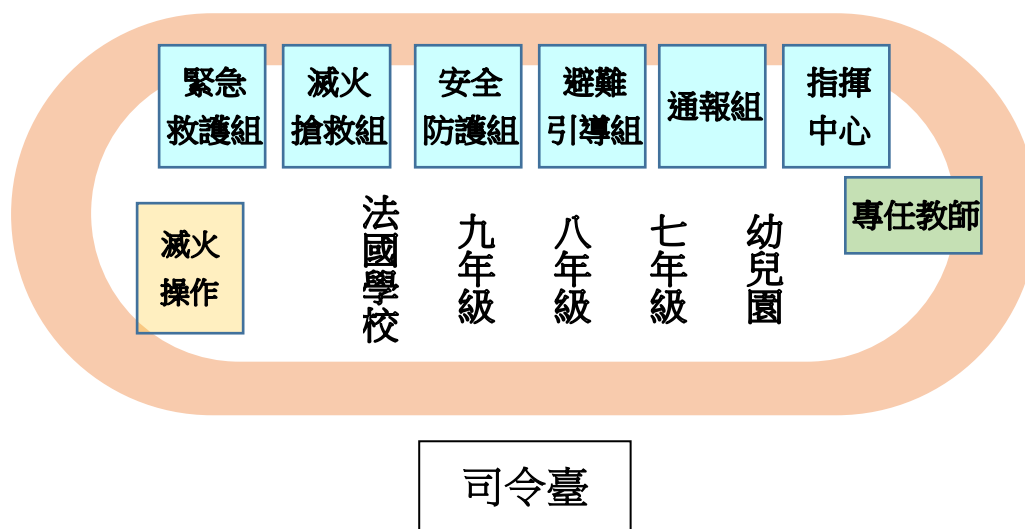 緊急
救護組
滅火
搶救組
安全
防護組
避難
引導組
通報組
指揮
中心
專任教師
滅火
操作
法國學校
九年級
八年級
七年級
幼兒園
司令臺